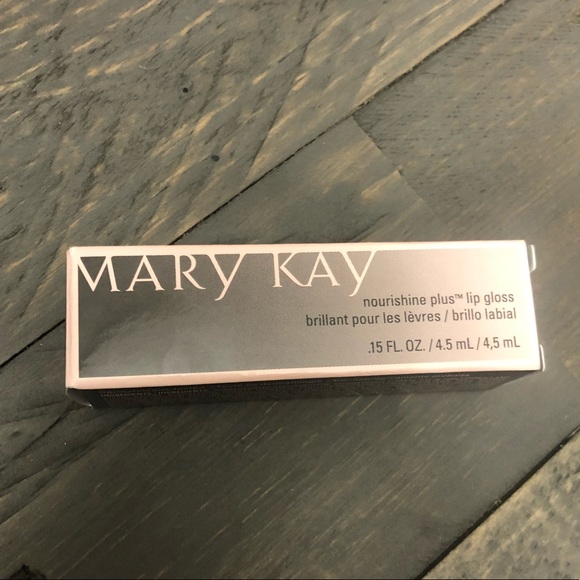 MARY KAY
nourishine plus™ lip gloss
brillant pour les lèvres / brillo labial
.15 FL. OZ. / 4.5 mL / 4,5 mL